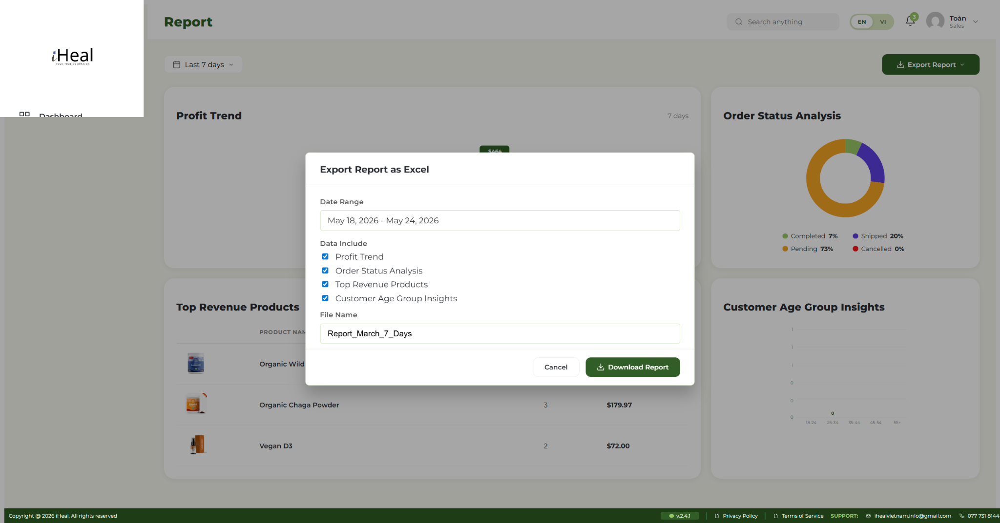 iHeal
YOUR TRUE COMPANION
Dashboard
Report
Search anything
EN VI
3
Toàn
Sales
Last 7 days
Export Report
Profit Trend
7 days
$464
Order Status Analysis
Completed 7%
Shipped 20%
Pending 73%
Cancelled 0%
Export Report as Excel
Date Range
May 18, 2026 - May 24, 2026
Data Include
Profit Trend
Order Status Analysis
Top Revenue Products
Customer Age Group Insights
File Name
Report_March_7_Days
Cancel
Download Report
Top Revenue Products
PRODUCT NAM
Organic Wild
Organic Chaga Powder 3 $179.97
Vegan D3 2 $72.00
Customer Age Group Insights
1
1
1
0
0
0
0
18-24 25-34 35-44 45-54 55+
Copyright @ 2026 iHeal. All rights reserved
v.2.4.1
Privacy Policy
Terms of Service
SUPPORT:
ihealvietnam.info@gmail.com
077 731 8144